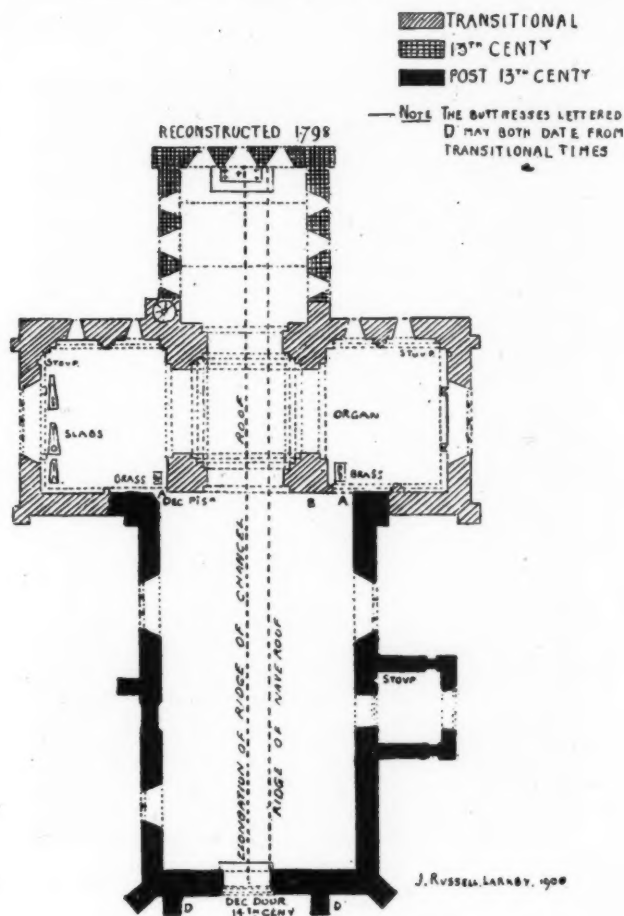 TRANSITIONAL
13TH CENTY
POST 13TH CENTY
NOTE THE BUTTRESSES LETTERED
D MAY BOTH DATE FROM
TRANSITIONAL TIMES
RECONSTRUCTED 1798
STOUP
STOUP
ORGAN
SLABS
BRASS
BRASS
A
DEC PISA
B
A
ELONGATION OF RIDGE OF CHANCEL ROOF
RIDGE OF NAVE ROOF
STOUP
J. RUSSELL LARKBY. 1906
D
DEC DOOR
14TH CENY
D